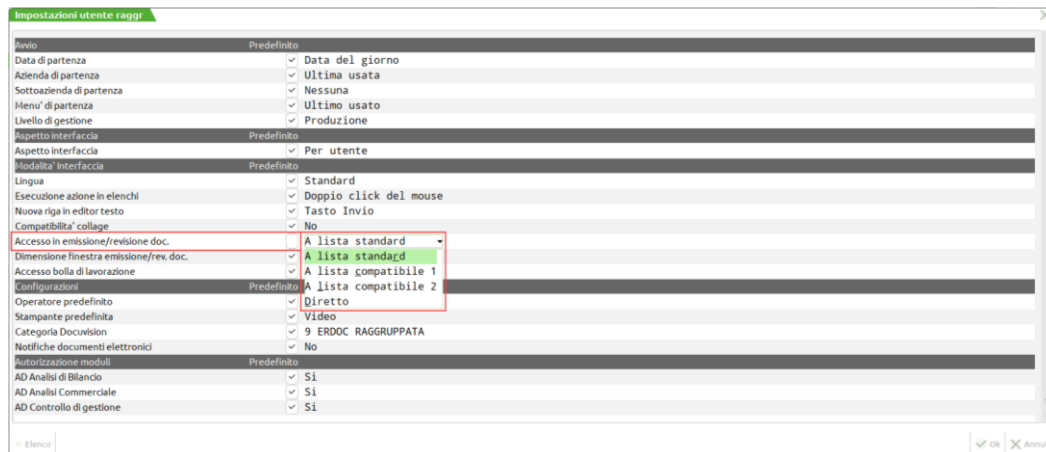 Impostazioni utente raggr
Avvio Predefinito
Data di partenza Data del giorno
Azienda di partenza Ultima usata
Sottoazienda di partenza Nessuna
Menu' di partenza Ultimo usato
Livello di gestione Produzione
Aspetto interfaccia Predefinito
Aspetto interfaccia Per utente
Modalita' Interfaccia Predefinito
Lingua Standard
Esecuzione azione in elenchi Doppio click del mouse
Nuova riga in editor testo Tasto Invio
Compatibilita' collage No
Accesso in emissione/revisione doc. A lista standard
Dimensione finestra emissione/rev. doc. A lista standard
Accesso bolla di lavorazione A lista compatibile 1
Configurazioni Predefinito A lista compatibile 2
Operatore predefinito Diretto
Stampante predefinita Video
Categoria Docuvision 9 ERDOC RAGGRUPPATA
Notifiche documenti elettronici No
Autorizzazione moduli Predefinito
AD Analisi di Bilancio Si
AD Analisi Commerciale Si
AD Controllo di gestione Si
Elenco Ok Annul